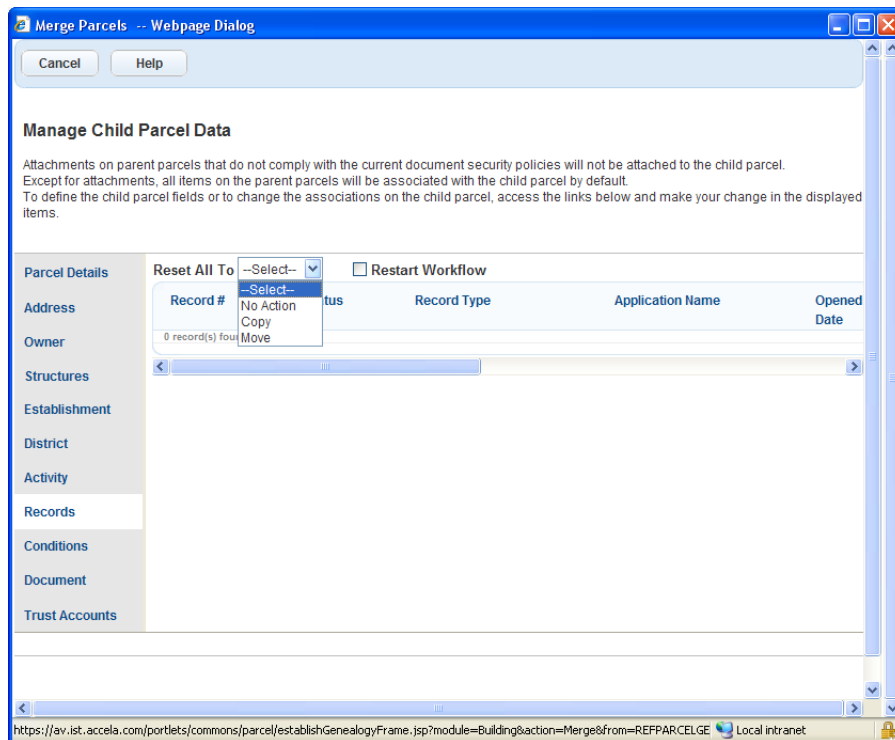 Merge Parcels -- Webpage Dialog
Cancel Help
Manage Child Parcel Data
Attachments on parent parcels that do not comply with the current document security policies will not be attached to the child parcel.
Except for attachments, all items on the parent parcels will be associated with the child parcel by default.
To define the child parcel fields or to change the associations on the child parcel, access the links below and make your change in the displayed
items.
Parcel Details
Address
Owner
Structures
Establishment
District
Activity
Records
Conditions
Document
Trust Accounts
Reset All To --Select-- Restart Workflow
--Select--
No Action
Copy
Move
Record # tus Record Type Application Name Opened
Date
0 record(s) fou
https://av.ist.accela.com/portlets/commons/parcel/establishGenealogyFrame.jsp?module=Building&action=Merge&from=REFPARCELGE Local intranet